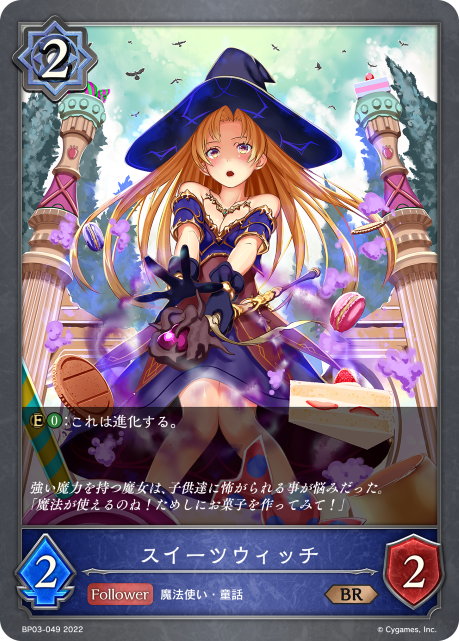 2
E 0:これは進化する。
強い魔力を持つ魔女は、子供達に怖がられる事が悩みだった。
「魔法が使えるのね！ためしにお菓子を作ってみて！」
スイーツウィッチ
2
Follower 魔法使い・童話
BR
2
BP03-049 2022
© Cygames, Inc.